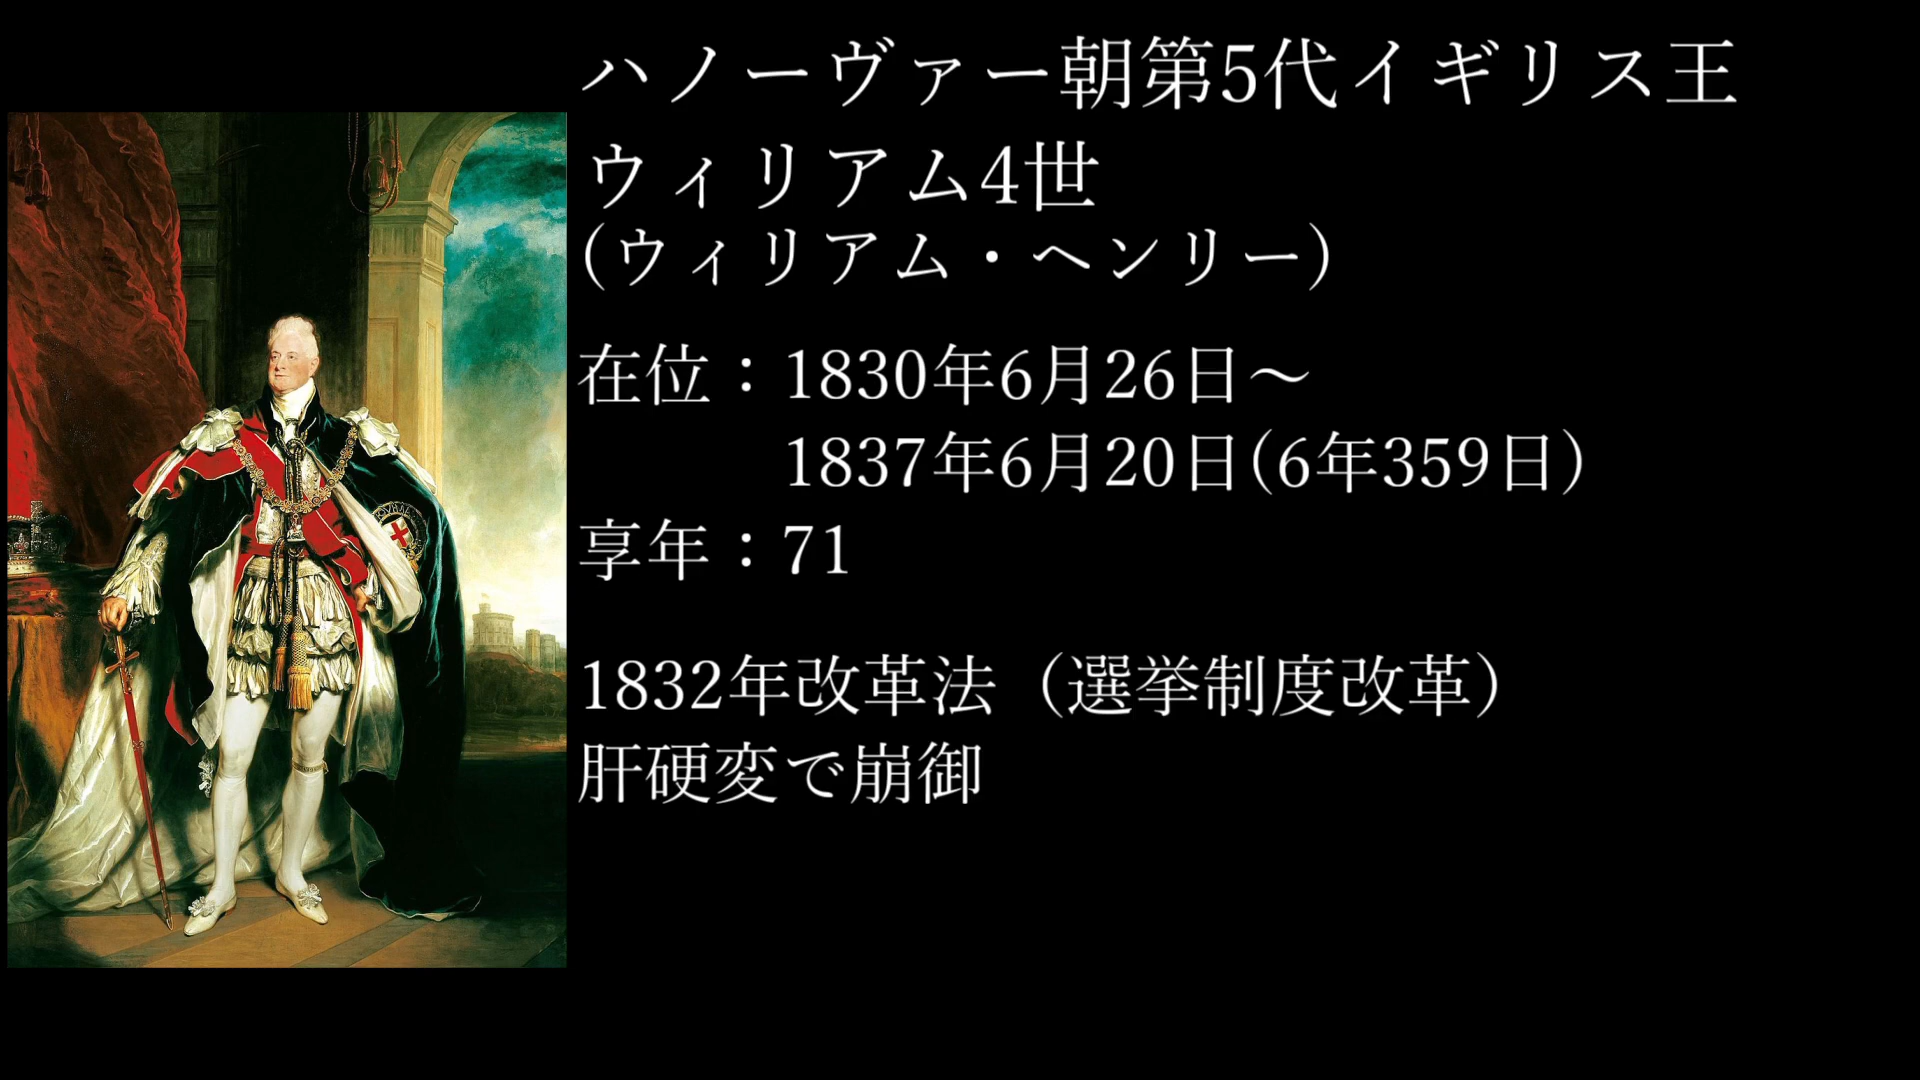 ハノーヴァー朝第5代イギリス王
ウィリアム4世
(ウィリアム・ヘンリー)
在位：1830年6月26日～
1837年6月20日(6年359日)
享年：71
1832年改革法（選挙制度改革）
肝硬変で崩御